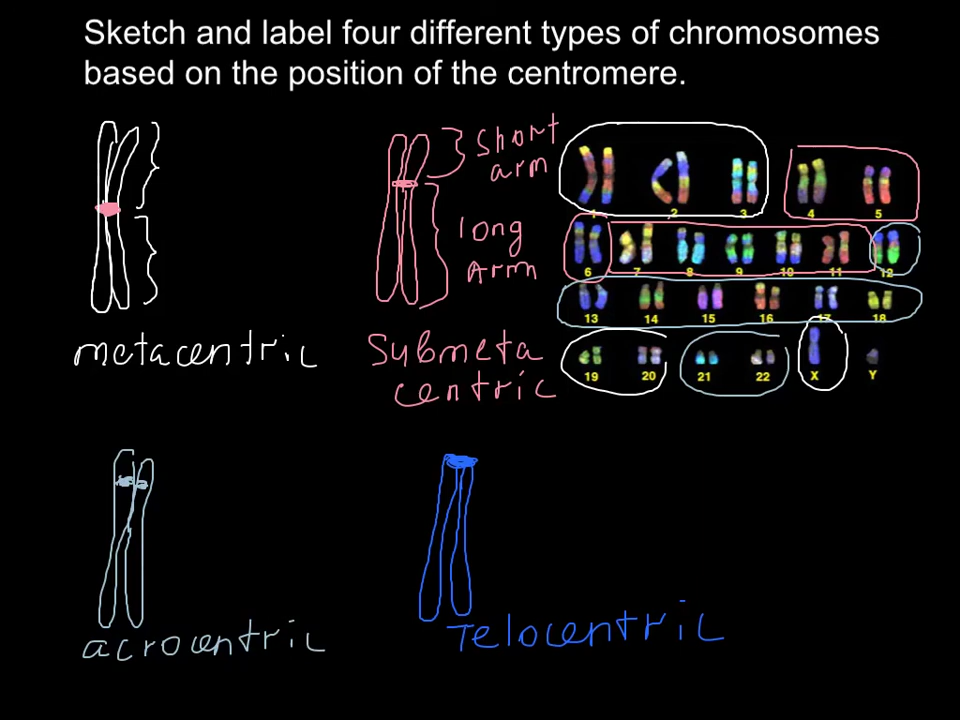 Sketch and label four different types of chromosomes
based on the position of the centromere.
metacentric
Short
arm
long
Arm
Submeta
centric
1 2 3 4 5
6 7 8 9 10 11 12
13 14 15 16 17 18
19 20 21 22 X Y
acrocentric
Telocentric